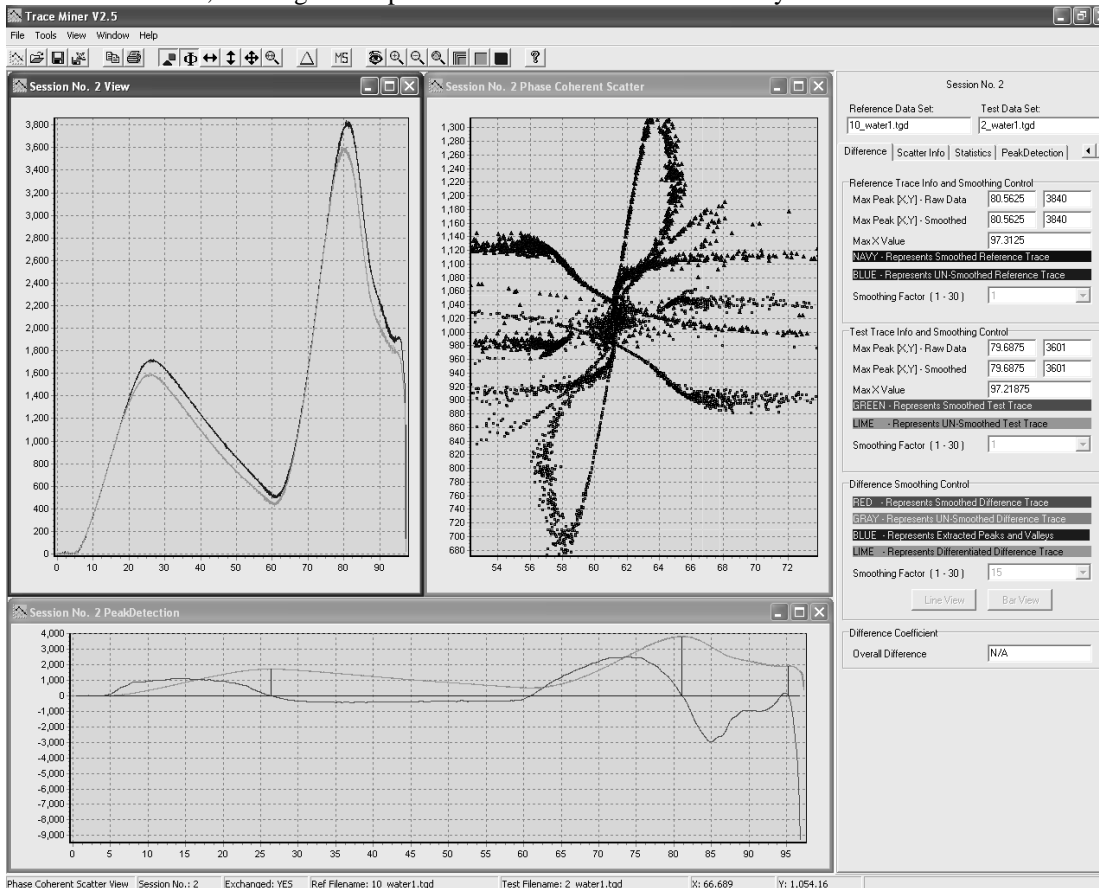 Trace Miner V2.5
File Tools View Window Help
MS
Session No. 2 View
3,800
3,600
3,400
3,200
3,000
2,800
2,600
2,400
2,200
2,000
1,800
1,600
1,400
1,200
1,000
800
600
400
200
0
0 10 20 30 40 50 60 70 80 90
Session No. 2 Phase Coherent Scatter
1,300
1,280
1,260
1,240
1,220
1,200
1,180
1,160
1,140
1,120
1,100
1,080
1,060
1,040
1,020
1,000
980
960
940
920
900
880
860
840
820
800
780
760
740
720
700
680
54 56 58 60 62 64 66 68 70 72
Session No. 2
Reference Data Set: Test Data Set:
10_water1.tgd 2_water1.tgd
Difference Scatter Info Statistics PeakDetection
Reference Trace Info and Smoothing Control
Max Peak [X,Y] - Raw Data 80.5625 3840
Max Peak [X,Y] - Smoothed 80.5625 3840
Max X Value 97.3125
NAVY - Represents Smoothed Reference Trace
BLUE - Represents UN-Smoothed Reference Trace
Smoothing Factor ( 1 - 30 ) 1
Test Trace Info and Smoothing Control
Max Peak [X,Y] - Raw Data 79.6875 3601
Max Peak [X,Y] - Smoothed 79.6875 3601
Max X Value 97.21875
GREEN - Represents Smoothed Test Trace
LIME - Represents UN-Smoothed Test Trace
Smoothing Factor ( 1 - 30 ) 1
Difference Smoothing Control
RED - Represents Smoothed Difference Trace
GRAY - Represents UN-Smoothed Difference Trace
BLUE - Represents Extracted Peaks and Valleys
LIME - Represents Differentiated Difference Trace
Smoothing Factor ( 1 - 30 ) 15
Line View Bar View
Difference Coefficient
Overall Difference N/A
Session No. 2 PeakDetection
4,000
3,000
2,000
1,000
0
-1,000
-2,000
-3,000
-4,000
-5,000
-6,000
-7,000
-8,000
-9,000
0 5 10 15 20 25 30 35 40 45 50 55 60 65 70 75 80 85 90 95
Phase Coherent Scatter View Session No.: 2 Exchanged: YES Ref Filename: 10_water1.tgd Test Filename: 2_water1.tgd X: 66.689 Y: 1,054.16